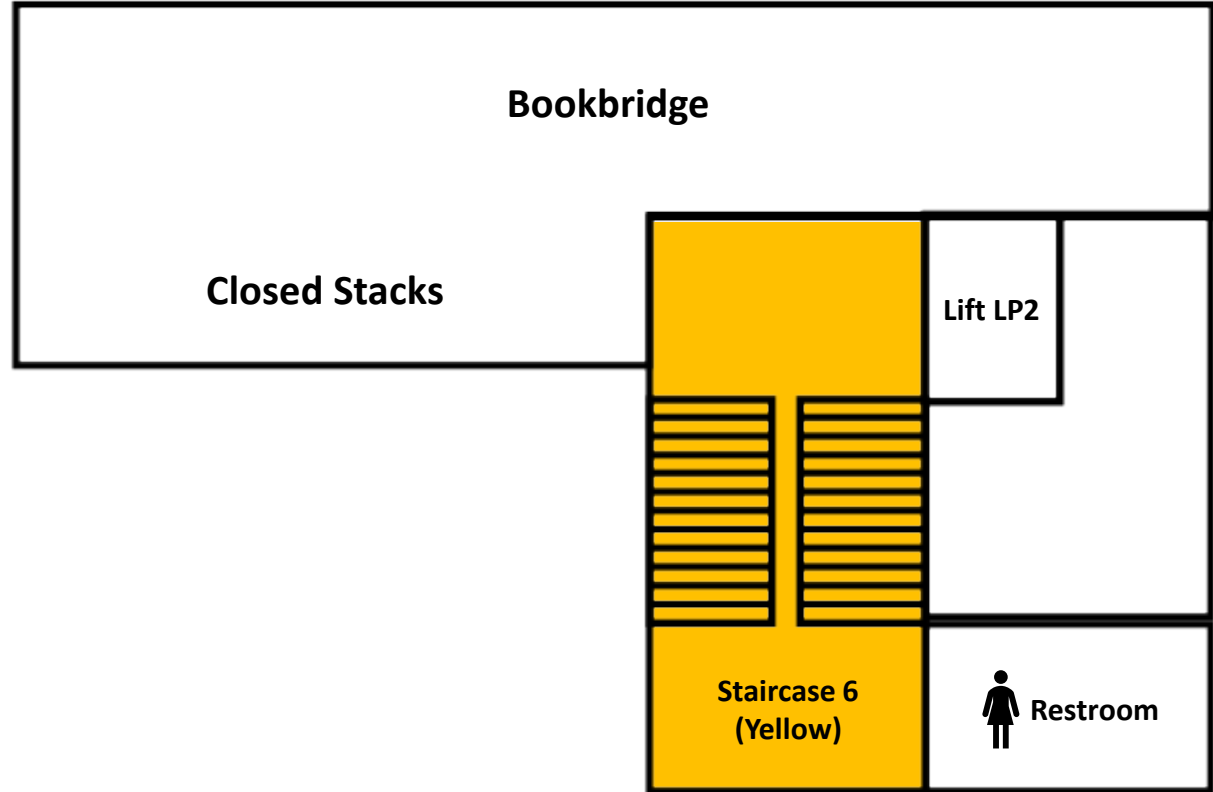 Bookbridge
Closed Stacks
Lift LP2
Staircase 6
(Yellow)
Restroom